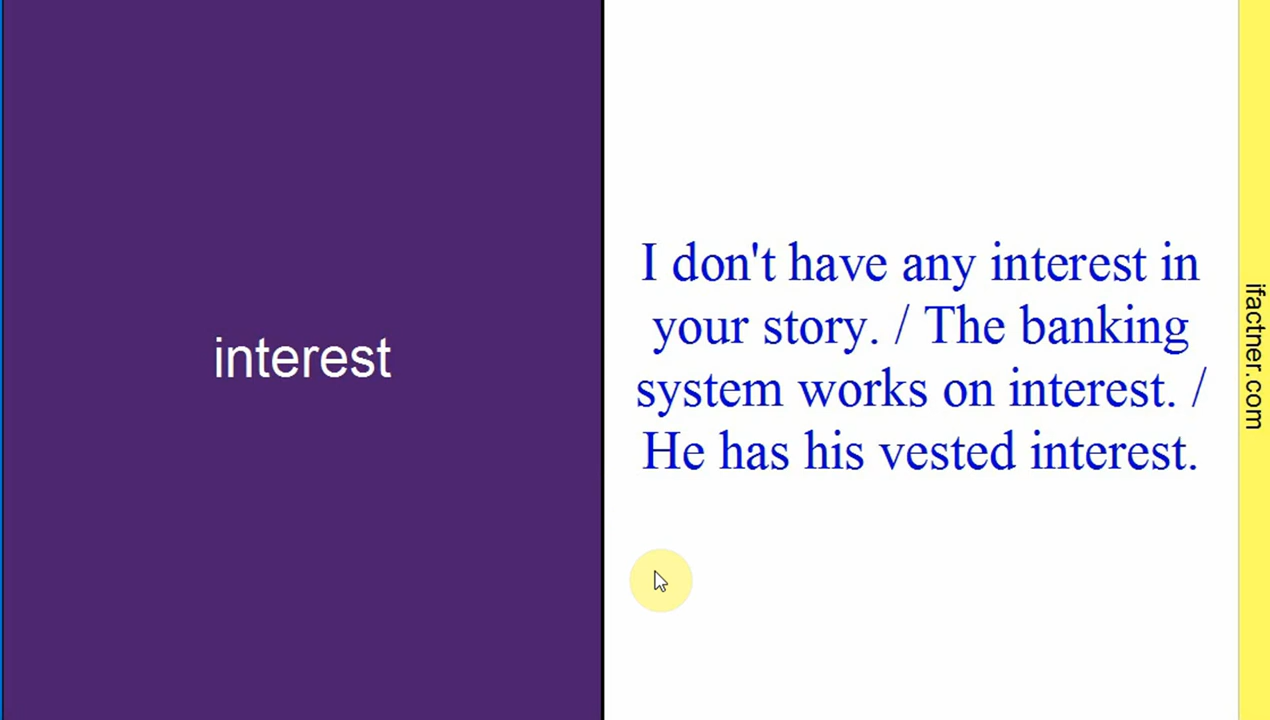 interest
I don't have any interest in
your story. / The banking
system works on interest. /
He has his vested interest.
ifactner.com